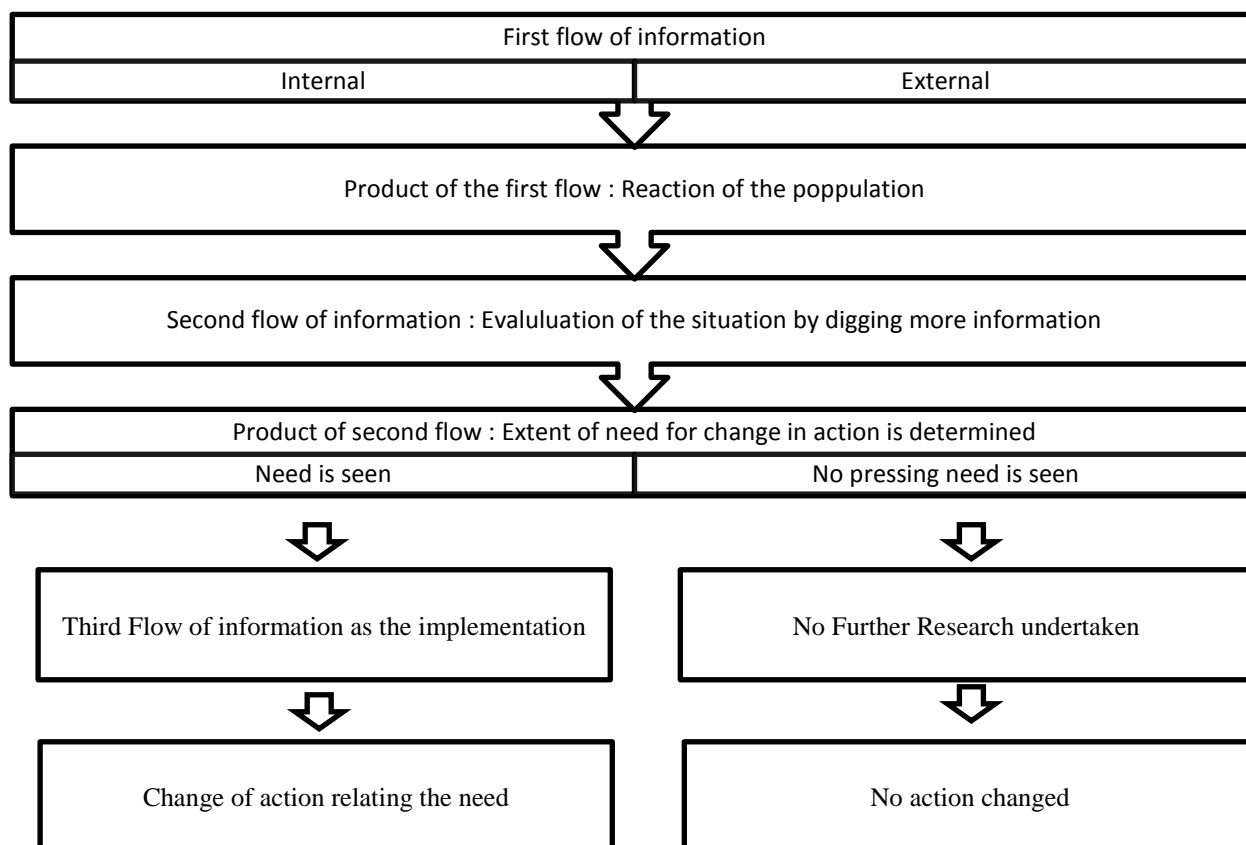 First flow of information
Internal
External
Product of the first flow : Reaction of the poppulation
Second flow of information : Evaluluation of the situation by digging more information
Product of second flow : Extent of need for change in action is determined
Need is seen
No pressing need is seen
Third Flow of information as the implementation
No Further Research undertaken
Change of action relating the need
No action changed